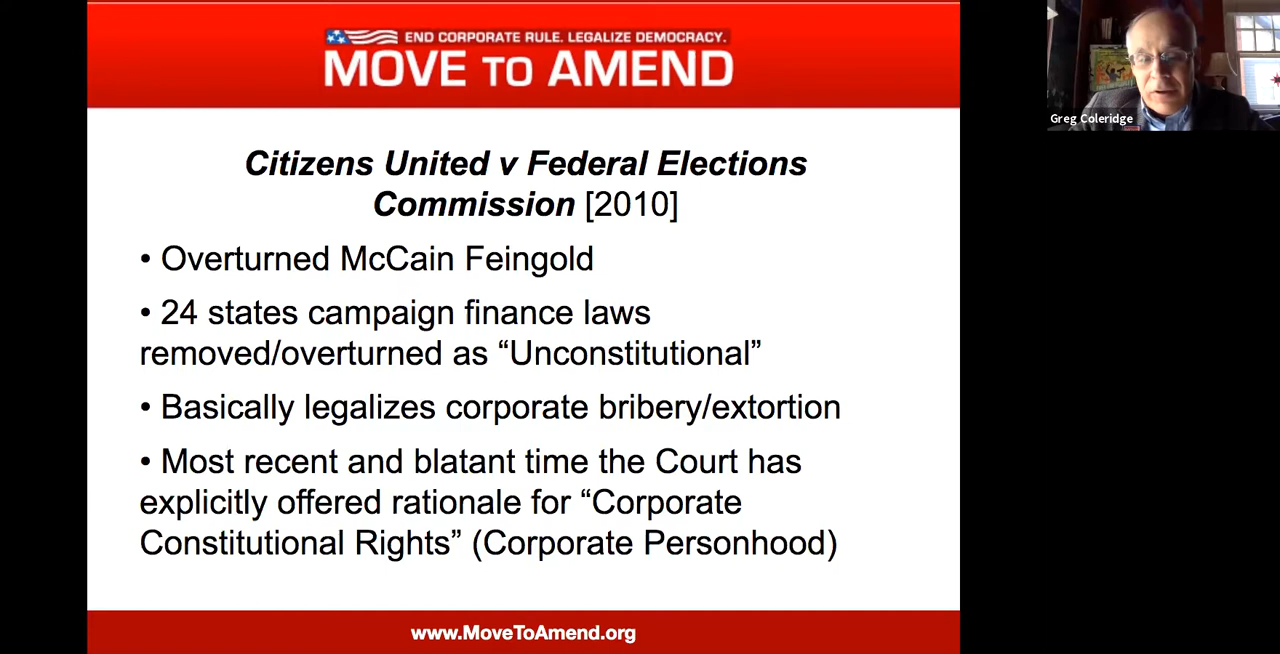 END CORPORATE RULE. LEGALIZE DEMOCRACY.
MOVE TO AMEND
Citizens United v Federal Elections
Commission [2010]
• Overturned McCain Feingold
• 24 states campaign finance laws
removed/overturned as “Unconstitutional”
• Basically legalizes corporate bribery/extortion
• Most recent and blatant time the Court has
explicitly offered rationale for “Corporate
Constitutional Rights” (Corporate Personhood)
www.MoveToAmend.org
Greg Coleridge